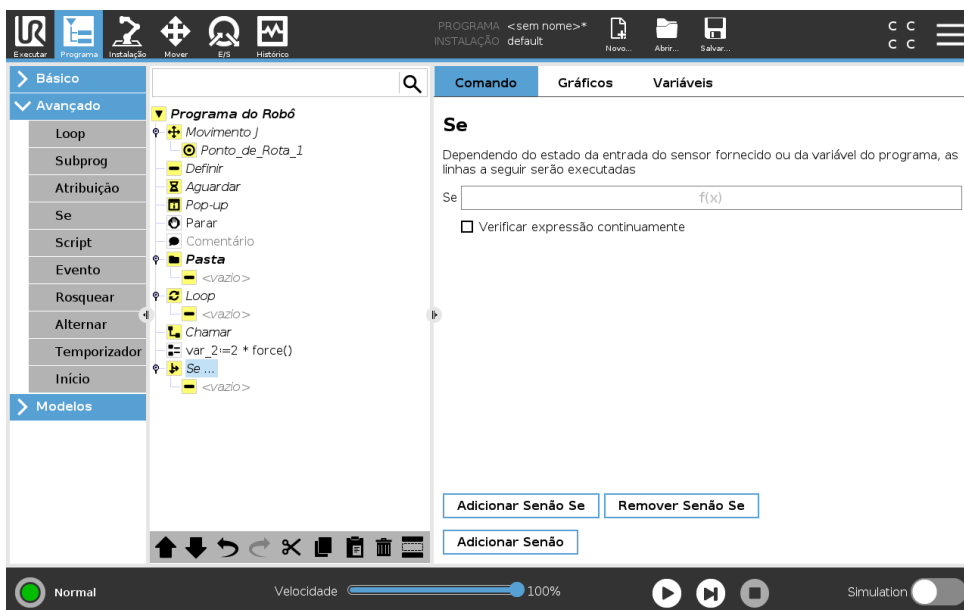 PROGRAMA <sem nome>*
INSTALAÇÃO default
Executar Programa Instalação Mover E/S Histórico Novo... Abrir... Salvar...
C C
C C
Básico
Avançado
Loop
Subprog
Atribuição
Se
Script
Evento
Rosquear
Alternar
Temporizador
Início
Modelos
Programa do Robô
Movimento J
Ponto_de_Rota_1
Definir
Aguardar
Pop-up
Parar
Comentário
Pasta
<vazio>
Loop
<vazio>
Chamar
var_2:=2 * force()
Se ...
<vazio>
Comando Gráficos Variáveis
Se
Dependendo do estado da entrada do sensor fornecido ou da variável do programa, as
linhas a seguir serão executadas
Se f(x)
Verificar expressão continuamente
Adicionar Senão Se Remover Senão Se
Adicionar Senão
Normal Velocidade 100% Simulation